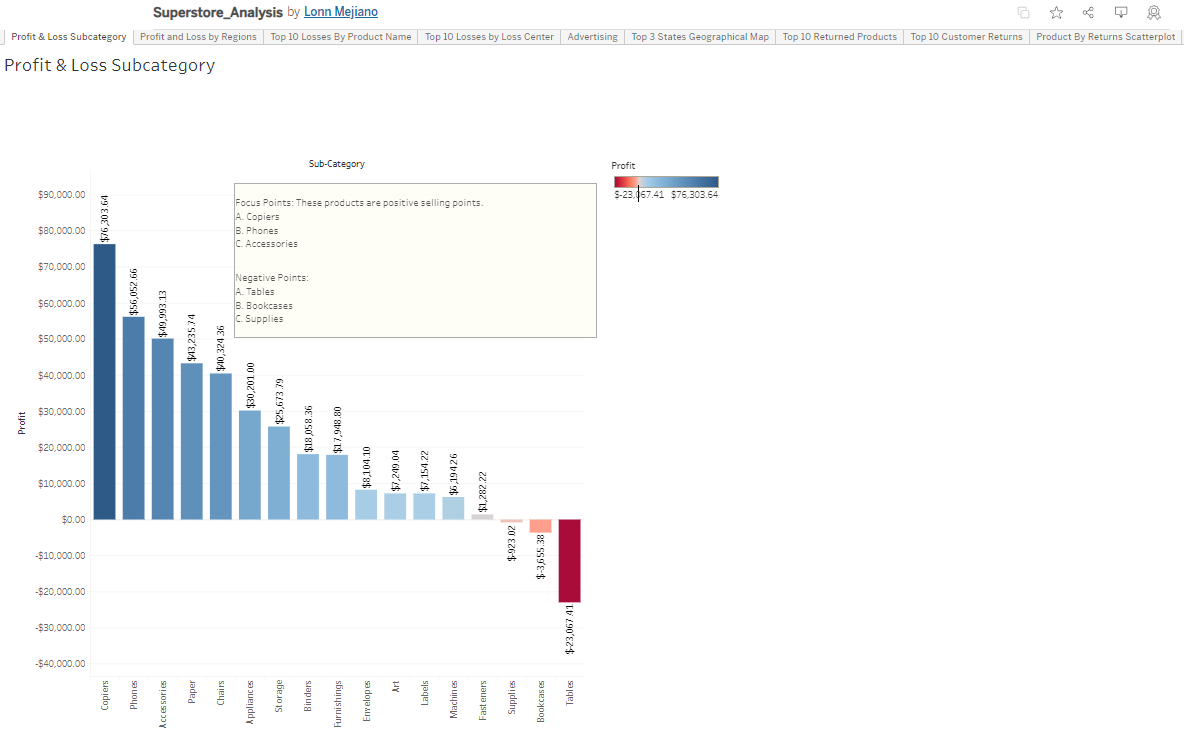 Superstore_Analysis by Lonn Mejiano
Profit & Loss Subcategory
Profit and Loss by Regions
Top 10 Losses By Product Name
Top 10 Losses by Loss Center
Advertising
Top 3 States Geographical Map
Top 10 Returned Products
Top 10 Customer Returns
Product By Returns Scatterplot
Profit & Loss Subcategory
Sub-Category
Focus Points: These products are positive selling points.
A. Copiers
B. Phones
C. Accessories
Negative Points:
A. Tables
B. Bookcases
C. Supplies
Profit
$-23,067.41 $76,303.64
Profit
$90,000.00
$80,000.00
$70,000.00
$60,000.00
$50,000.00
$40,000.00
$30,000.00
$20,000.00
$10,000.00
$0.00
-$10,000.00
-$20,000.00
-$30,000.00
-$40,000.00
$76,303.64
$56,052.66
$49,993.13
$43,235.74
$40,324.36
$30,201.00
$25,673.79
$18,058.36
$17,948.80
$8,104.10
$7,249.04
$7,154.22
$6,194.26
$1,282.22
$-923.02
$-3,655.38
$-23,067.41
Copiers
Phones
Accessories
Paper
Chairs
Appliances
Storage
Binders
Furnishings
Envelopes
Art
Labels
Machines
Fasteners
Supplies
Bookcases
Tables